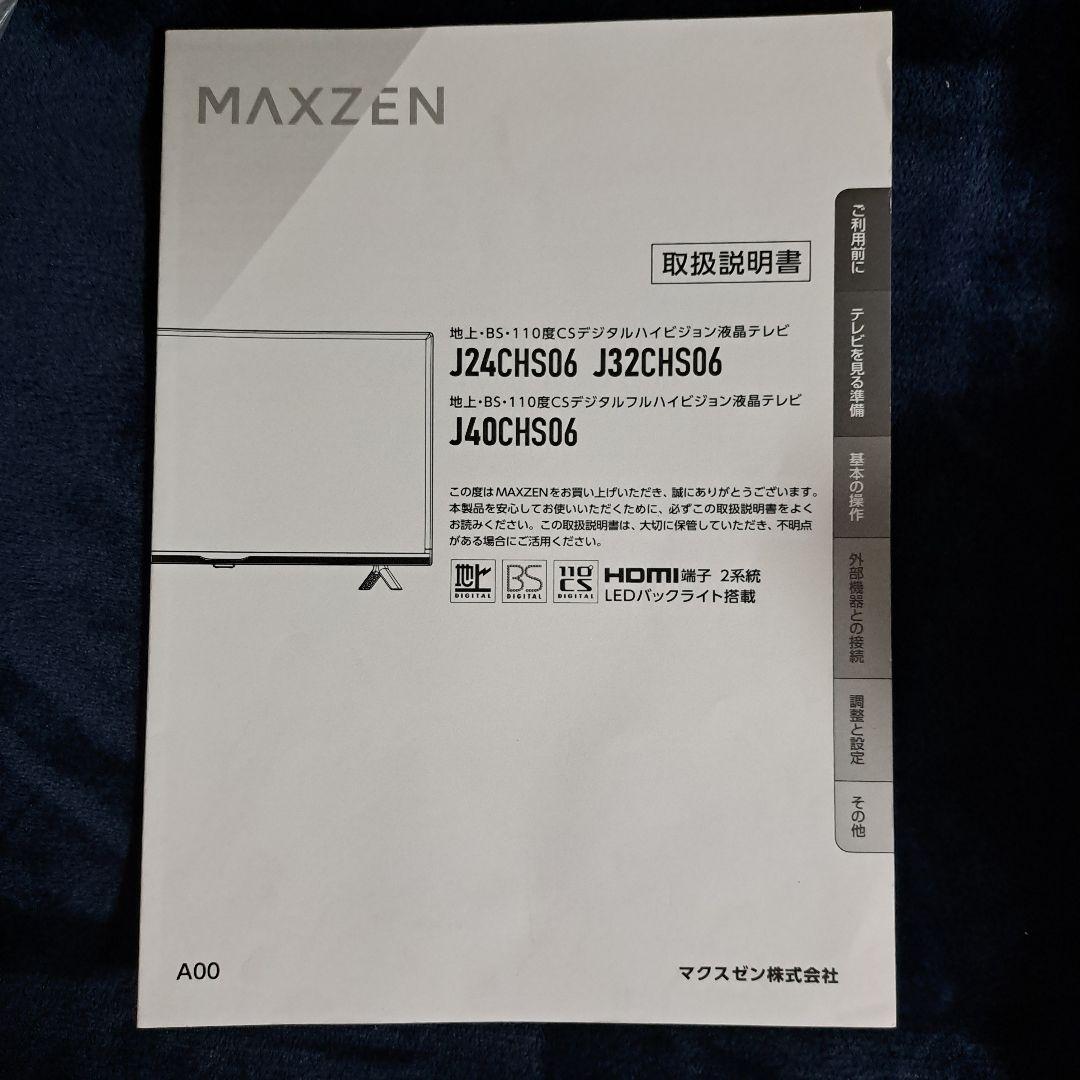 MAXZEN
取扱説明書
地上・BS・110度CSデジタルハイビジョン液晶テレビ
J24CHS06 J32CHS06
地上・BS・110度CSデジタルフルハイビジョン液晶テレビ
J40CHS06
この度はMAXZENをお買い上げいただき、誠にありがとうございます。
本製品を安心してお使いいただくために、必ずこの取扱説明書をよく
お読みください。この取扱説明書は、大切に保管していただき、不明点
がある場合にご活用ください。
地上 DIGITAL BS DIGITAL 110° CS DIGITAL HDMI端子 2系統
LEDバックライト搭載
ご利用前に
テレビを見る準備
基本の操作
外部機器との接続
調整と設定
その他
A00
マクスゼン株式会社